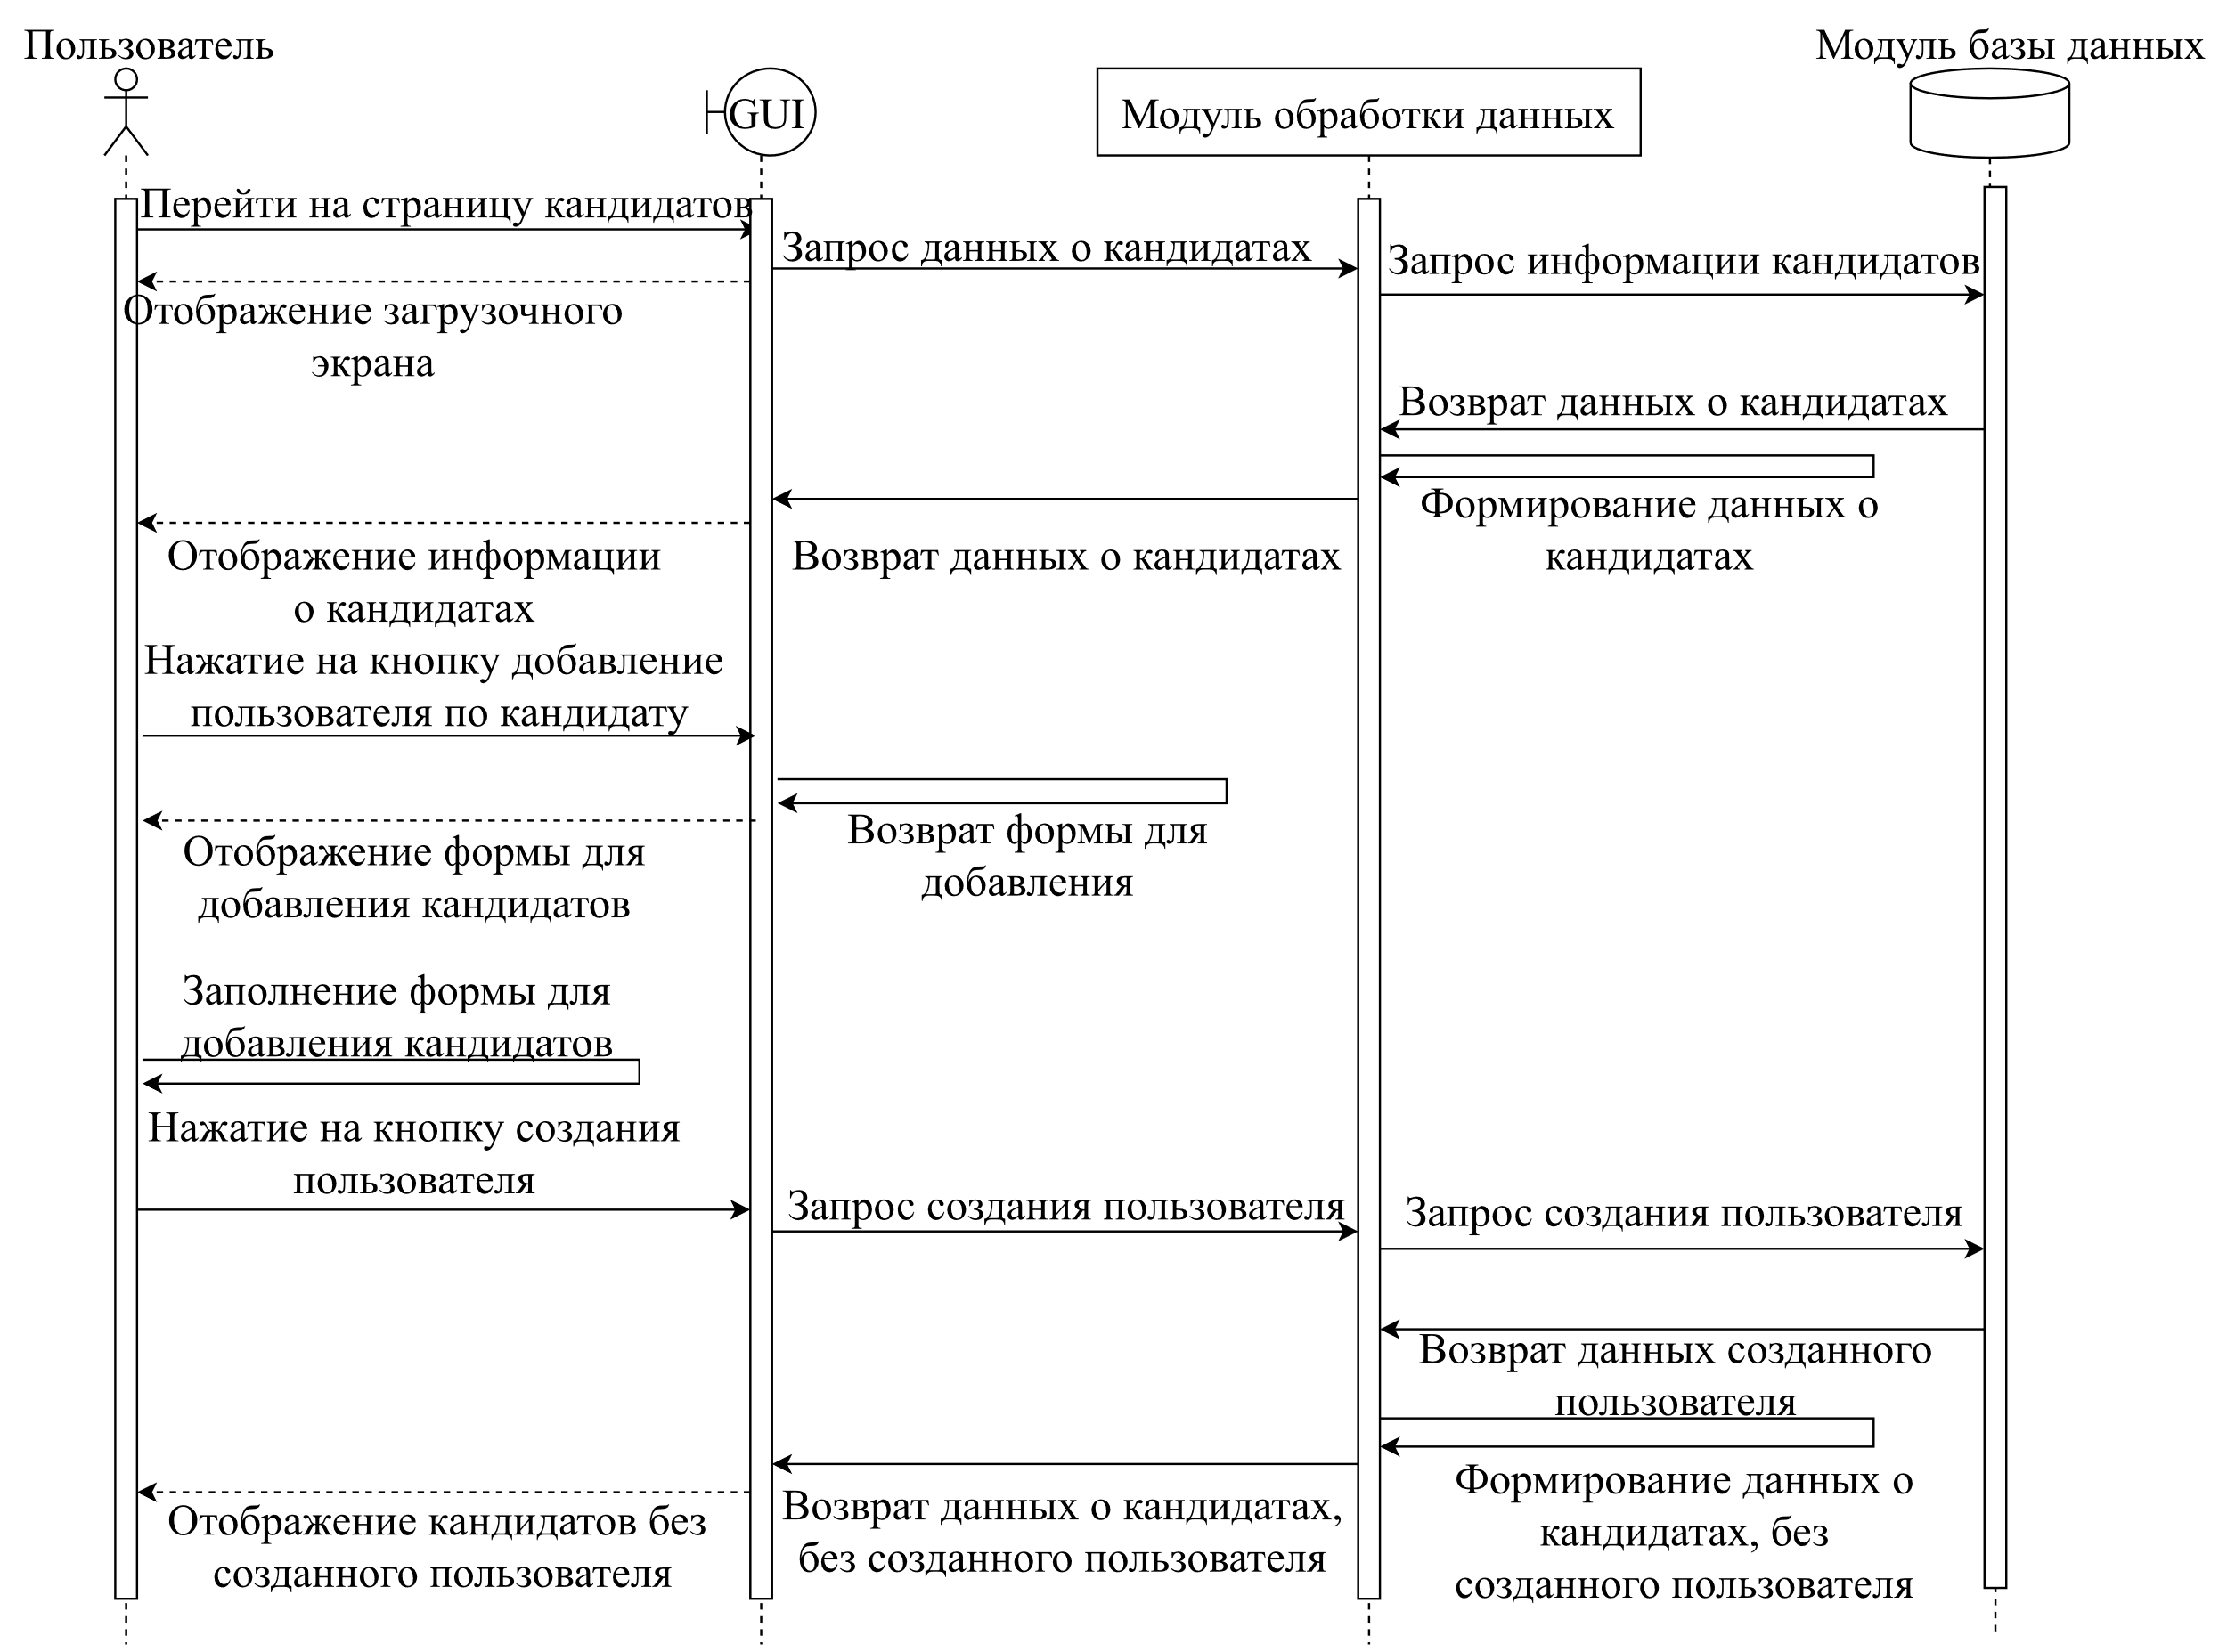 Пользователь
GUI
Модуль обработки данных
Модуль базы данных
Перейти на страницу кандидатов
Запрос данных о кандидатах
Запрос информации кандидатов
Отображение загрузочного
экрана
Возврат данных о кандидатах
Формирование данных о
кандидатах
Возврат данных о кандидатах
Отображение информации
о кандидатах
Нажатие на кнопку добавление
пользователя по кандидату
Возврат формы для
добавления
Отображение формы для
добавления кандидатов
Заполнение формы для
добавления кандидатов
Нажатие на кнопку создания
пользователя
Запрос создания пользователя
Запрос создания пользователя
Возврат данных созданного
пользователя
Формирование данных о
кандидатах, без
созданного пользователя
Возврат данных о кандидатах,
без созданного пользователя
Отображение кандидатов без
созданного пользователя